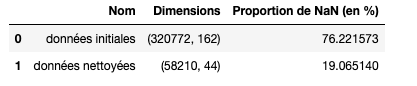 Nom Dimensions Proportion de NaN (en %)
0 données initiales (320772, 162) 76.221573
1 données nettoyées (58210, 44) 19.065140